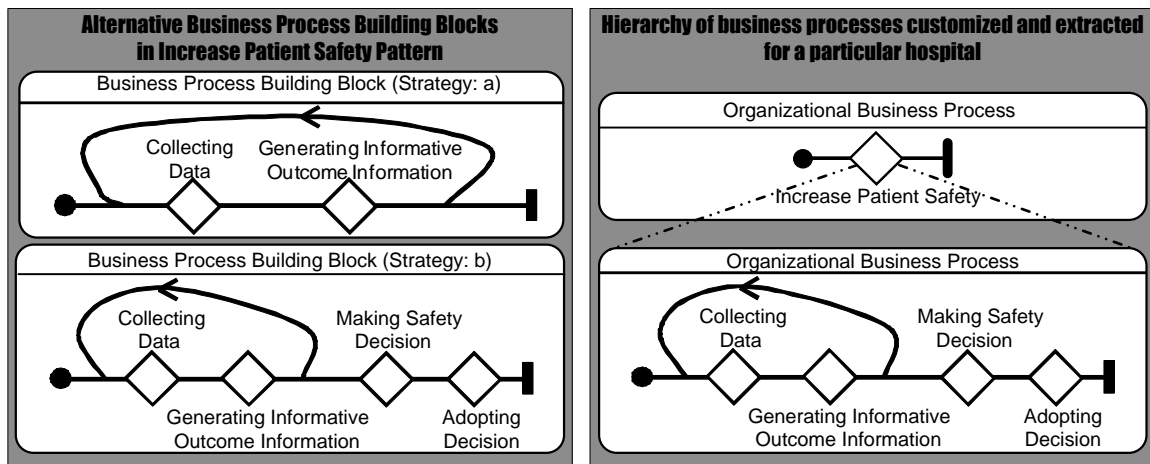 Alternative Business Process Building Blocks
in Increase Patient Safety Pattern
Business Process Building Block (Strategy: a)
Collecting
Data
Generating Informative
Outcome Information
Business Process Building Block (Strategy: b)
Collecting
Data
Making Safety
Decision
Generating Informative
Outcome Information
Adopting
Decision
Hierarchy of business processes customized and extracted
for a particular hospital
Organizational Business Process
Increase Patient Safety
Organizational Business Process
Collecting
Data
Making Safety
Decision
Generating Informative
Outcome Information
Adopting
Decision